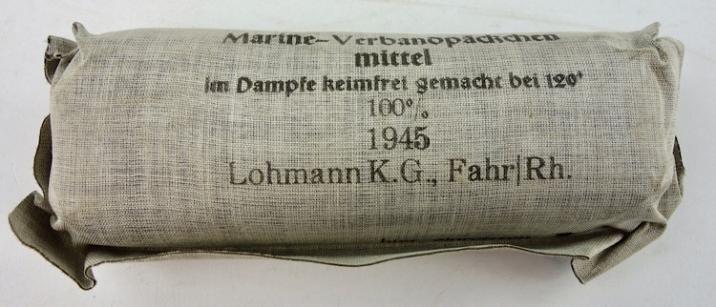 Marine-Verbandpäckchen
mittel
im Dampfe keimfrei gemacht bei 120°
100%
1945
Lohmann K.G., Fahr|Rh.